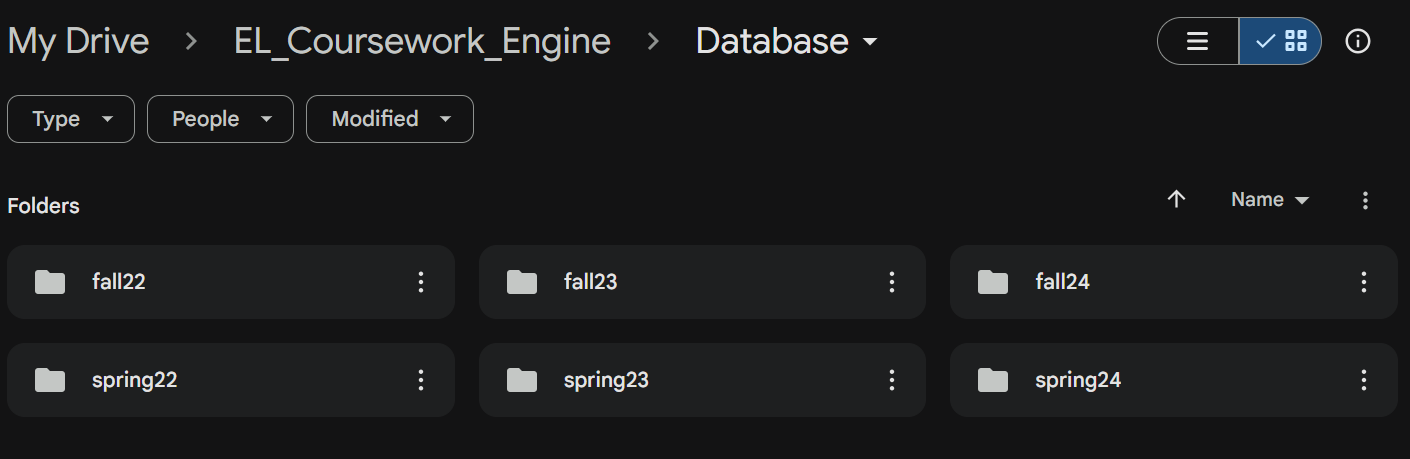 My Drive > EL_Coursework_Engine > Database
Type People Modified
Folders Name
fall22 fall23 fall24
spring22 spring23 spring24